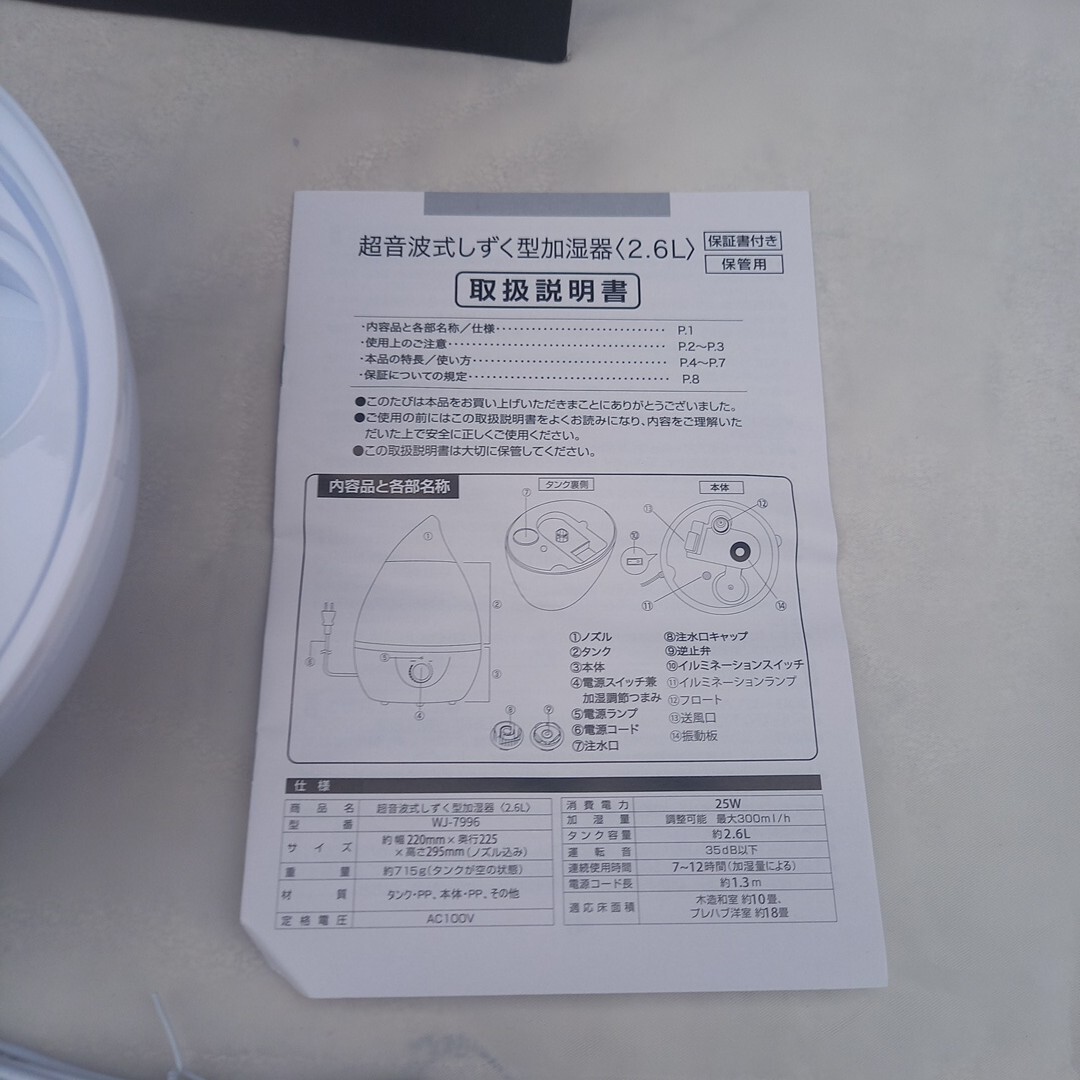 超音波式しずく型加湿器〈2.6L〉
保証書付き
保管用
取扱説明書
・内容品と各部名称／仕様‥‥‥‥‥‥‥‥‥‥ P.1
・使用上のご注意‥‥‥‥‥‥‥‥‥‥‥‥‥ P.2～P.3
・本品の特長／使い方‥‥‥‥‥‥‥‥‥‥‥ P.4～P.7
・保証についての規定‥‥‥‥‥‥‥‥‥‥‥ P.8
●このたびは本品をお買い上げいただきまことにありがとうございました。
●ご使用の前にはこの取扱説明書をよくお読みになり、内容をご理解いた
だいた上で安全に正しくご使用ください。
●この取扱説明書は大切に保管してください。
内容品と各部名称
タンク裏側
本体
①
②
③
④
⑤
⑥
⑦
⑧
⑨
⑩
⑪
⑫
⑬
⑭
①ノズル
②タンク
③本体
④電源スイッチ兼
加湿調節つまみ
⑤電源ランプ
⑥電源コード
⑦注水口
⑧注水口キャップ
⑨逆止弁
⑩イルミネーションスイッチ
⑪イルミネーションランプ
⑫フロート
⑬送風口
⑭振動板
仕様
商品名 超音波式しずく型加湿器〈2.6L〉
型番 WJ-7996
サイズ 約幅220mm×奥行225
×高さ295mm(ノズル込み)
重量 約715g(タンクが空の状態)
材質 タンク・PP、本体・PP、その他
定格電圧 AC100V
消費電力 25W
加湿量 調整可能 最大300ml/h
タンク容量 約2.6L
運転音 35dB以下
連続使用時間 7～12時間(加湿量による)
電源コード長 約1.3m
適応床面積 木造和室 約10畳、
プレハブ洋室 約18畳